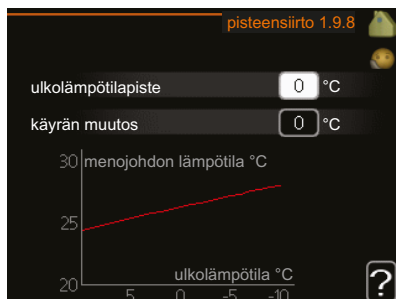 pisteensiirto 1.9.8
ulkolämpötilapiste 0 °C
käyrän muutos 0 °C
30 menojohdon lämpötila °C
25
ulkolämpötila °C
20
5 0 -5 -10
?